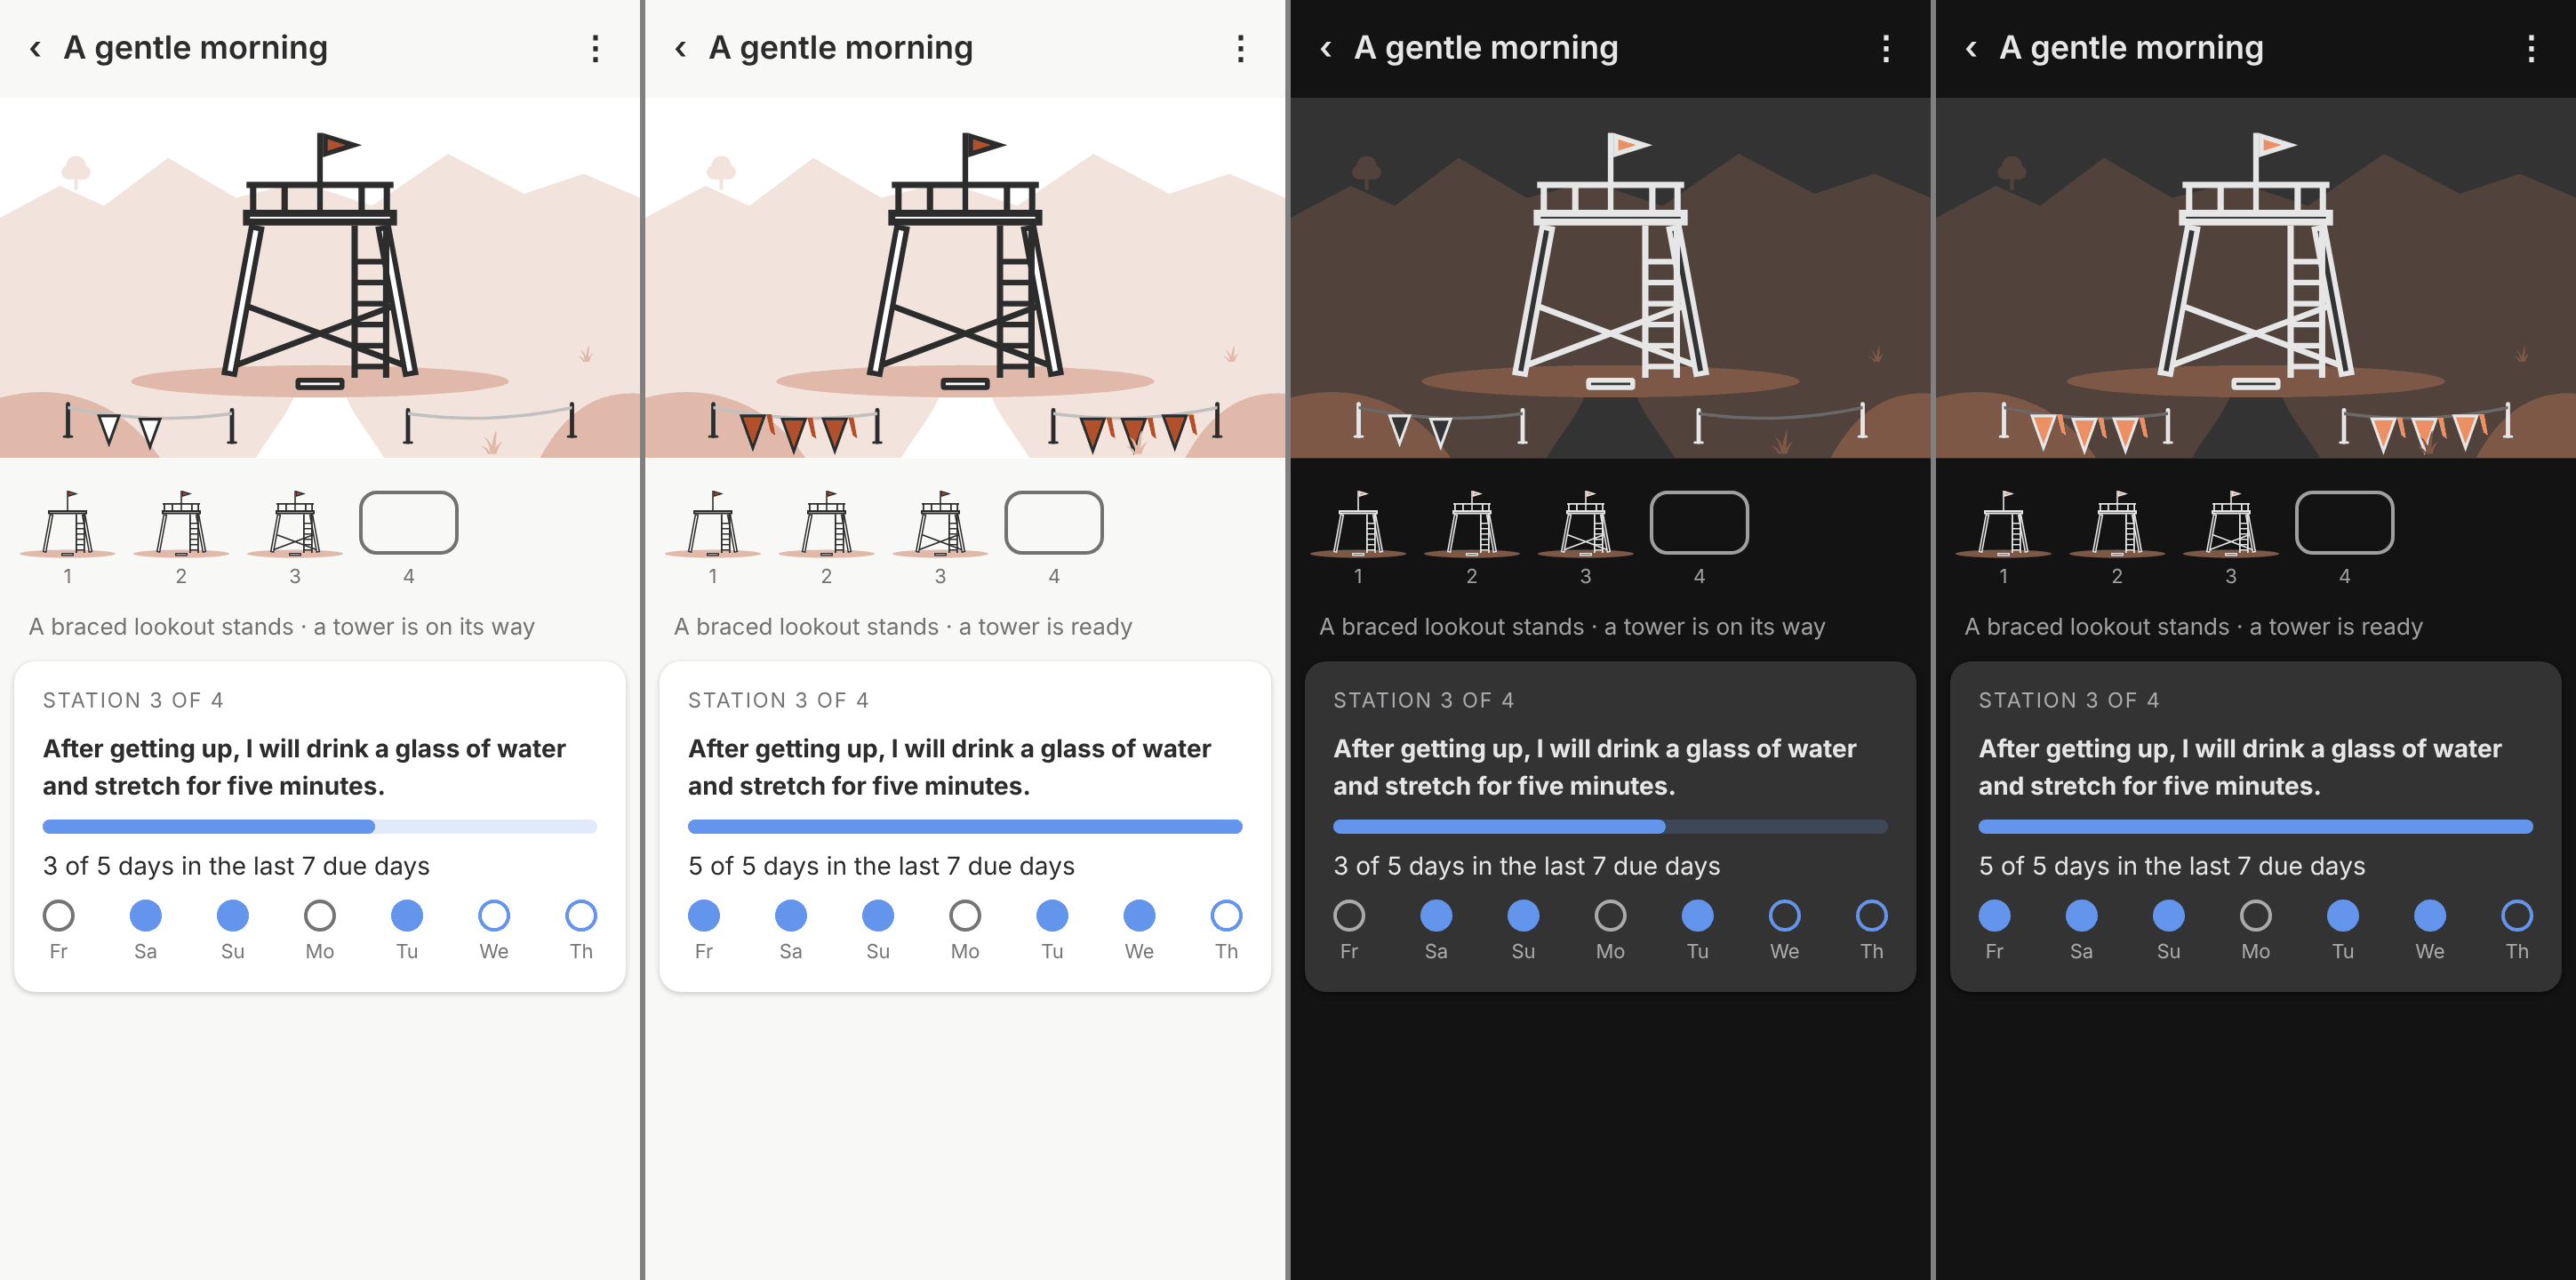 A gentle morning
1 2 3 4
A braced lookout stands · a tower is on its way
STATION 3 OF 4
After getting up, I will drink a glass of water
and stretch for five minutes.
3 of 5 days in the last 7 due days
Fr Sa Su Mo Tu We Th
A gentle morning
1 2 3 4
A braced lookout stands · a tower is ready
STATION 3 OF 4
After getting up, I will drink a glass of water
and stretch for five minutes.
5 of 5 days in the last 7 due days
Fr Sa Su Mo Tu We Th
A gentle morning
1 2 3 4
A braced lookout stands · a tower is on its way
STATION 3 OF 4
After getting up, I will drink a glass of water
and stretch for five minutes.
3 of 5 days in the last 7 due days
Fr Sa Su Mo Tu We Th
A gentle morning
1 2 3 4
A braced lookout stands · a tower is ready
STATION 3 OF 4
After getting up, I will drink a glass of water
and stretch for five minutes.
5 of 5 days in the last 7 due days
Fr Sa Su Mo Tu We Th